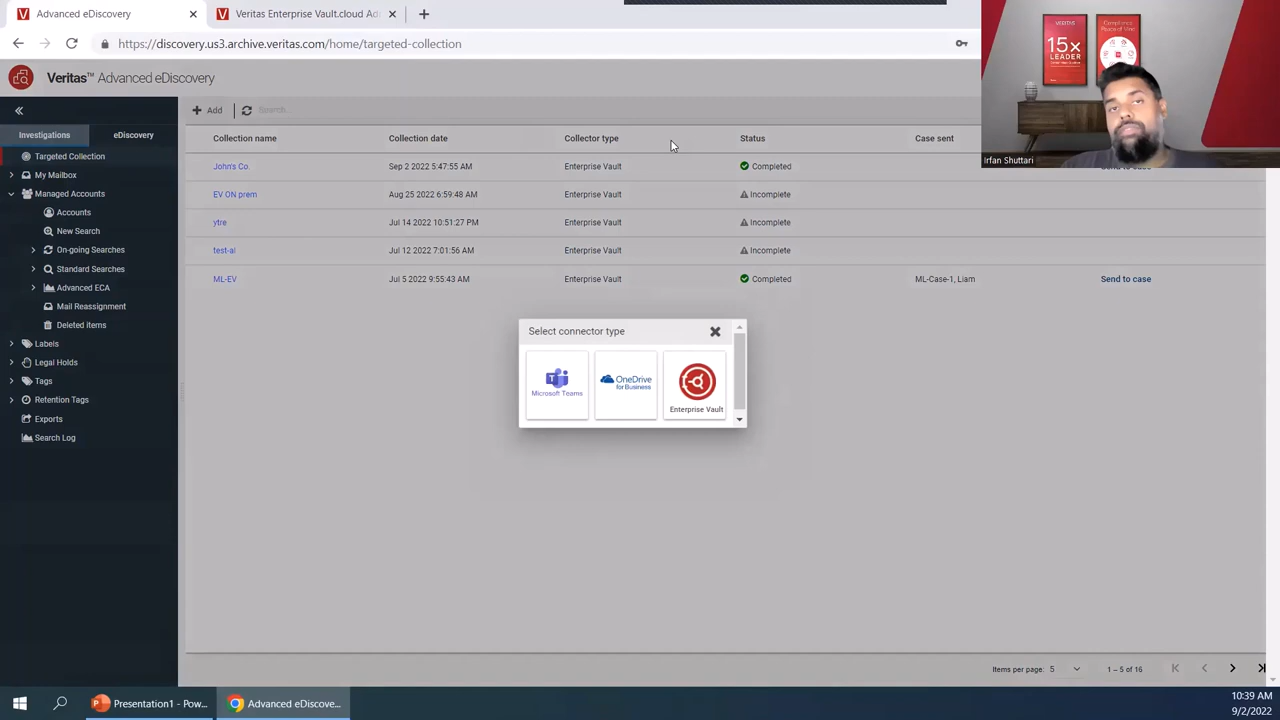 Advanced eDiscovery
Veritas Enterprise Vault.cloud Ad
https://discovery.us3.archive.veritas.com/home/targeted-collection
Veritas™ Advanced eDiscovery
VERITAS
15x
LEADER
Compliance
Peace of Mind
Irfan Shuttari
Investigations
eDiscovery
Targeted Collection
My Mailbox
Managed Accounts
Accounts
New Search
On-going Searches
Standard Searches
Advanced ECA
Mail Reassignment
Deleted items
Labels
Legal Holds
Tags
Retention Tags
Exports
Search Log
Add Search...
Collection name Collection date Collector type Status Case sent
John's Co Sep 2 2022 5:47:55 AM Enterprise Vault Completed
EV ON prem Aug 25 2022 6:59:48 AM Enterprise Vault Incomplete
ytre Jul 14 2022 10:51:27 PM Enterprise Vault Incomplete
test-al Jul 12 2022 7:01:56 AM Enterprise Vault Incomplete
ML-EV Jul 5 2022 9:55:43 AM Enterprise Vault Completed ML-Case-1, Liam Send to case
Select connector type
Microsoft Teams
OneDrive
for Business
Enterprise Vault
Items per page: 5 1 – 5 of 16
Presentation1 - Pow...
Advanced eDiscove...
10:39 AM
9/2/2022